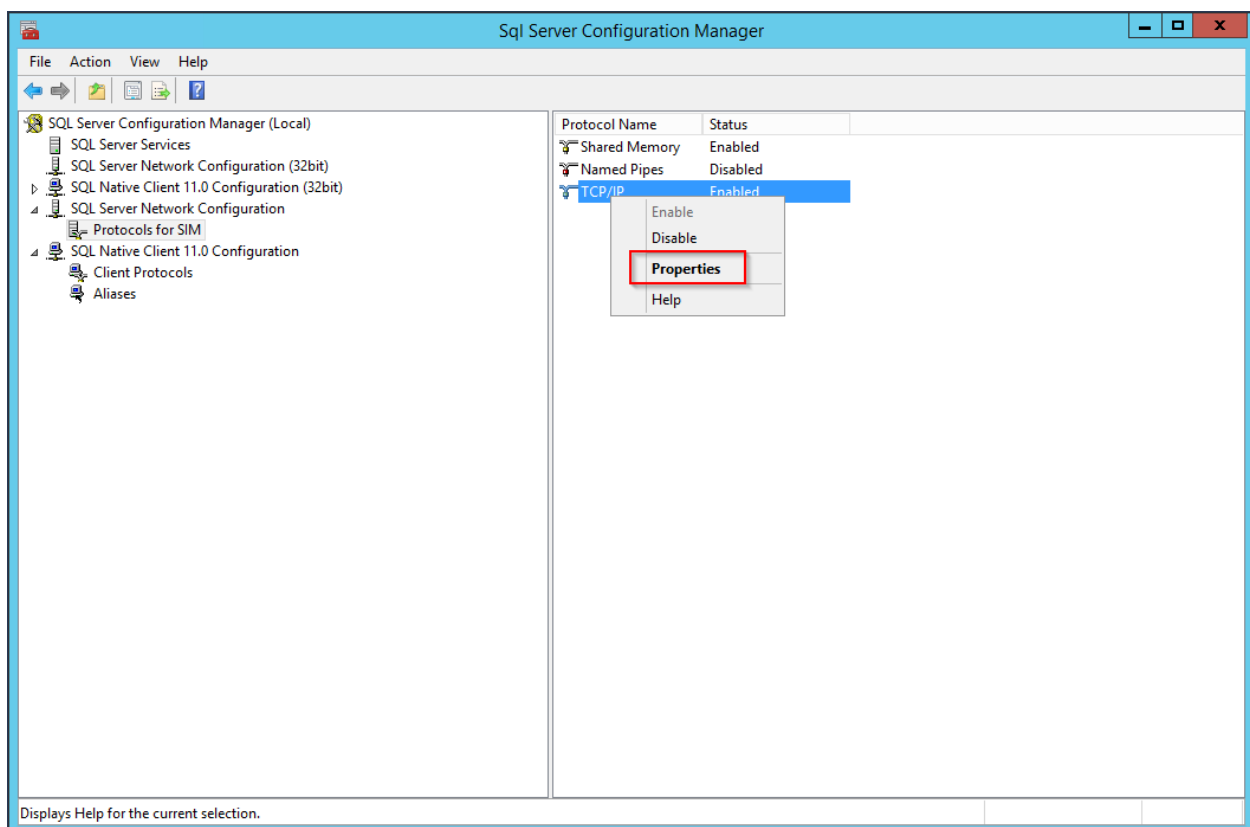 Sql Server Configuration Manager
File Action View Help
SQL Server Configuration Manager (Local)
SQL Server Services
SQL Server Network Configuration (32bit)
SQL Native Client 11.0 Configuration (32bit)
SQL Server Network Configuration
Protocols for SIM
SQL Native Client 11.0 Configuration
Client Protocols
Aliases
Protocol Name Status
Shared Memory Enabled
Named Pipes Disabled
TCP/IP Enabled
Enable
Disable
Properties
Help
Displays Help for the current selection.